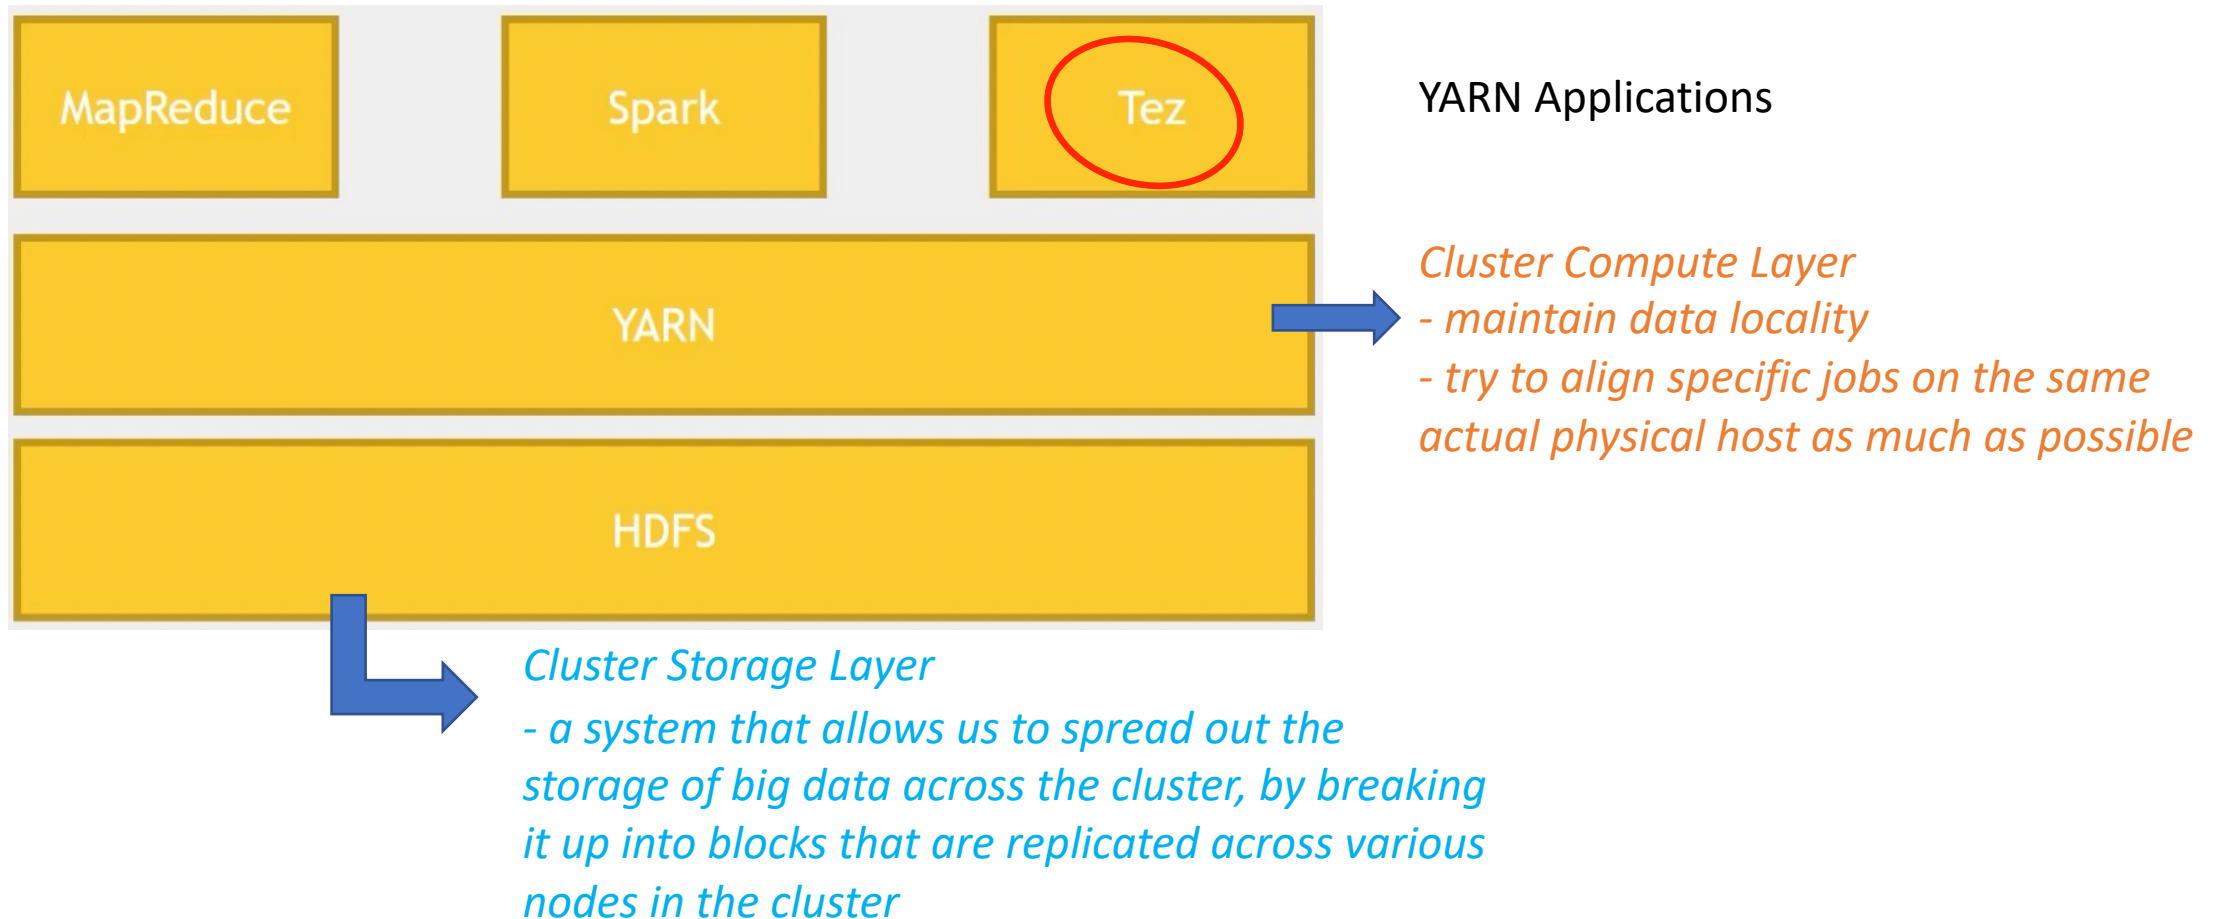 MapReduce
Spark
Tez
YARN Applications
YARN
Cluster Compute Layer
- maintain data locality
- try to align specific jobs on the same
actual physical host as much as possible
HDFS
Cluster Storage Layer
- a system that allows us to spread out the
storage of big data across the cluster, by breaking
it up into blocks that are replicated across various
nodes in the cluster